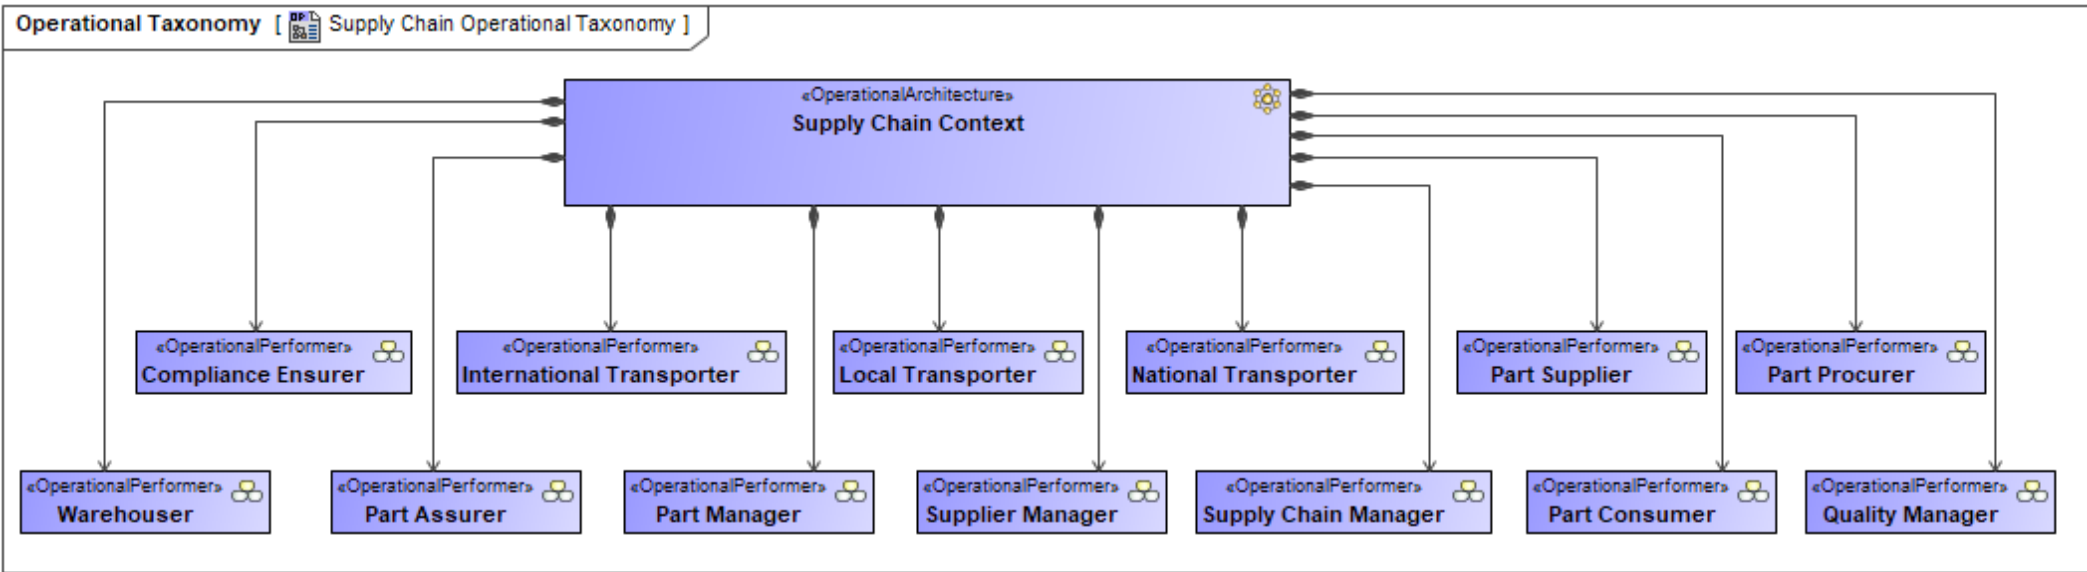 Operational Taxonomy [ Supply Chain Operational Taxonomy ]
«OperationalArchitecture»
Supply Chain Context
«OperationalPerformer»
Compliance Ensurer
«OperationalPerformer»
International Transporter
«OperationalPerformer»
Local Transporter
«OperationalPerformer»
National Transporter
«OperationalPerformer»
Part Supplier
«OperationalPerformer»
Part Procurer
«OperationalPerformer»
Warehouser
«OperationalPerformer»
Part Assurer
«OperationalPerformer»
Part Manager
«OperationalPerformer»
Supplier Manager
«OperationalPerformer»
Supply Chain Manager
«OperationalPerformer»
Part Consumer
«OperationalPerformer»
Quality Manager